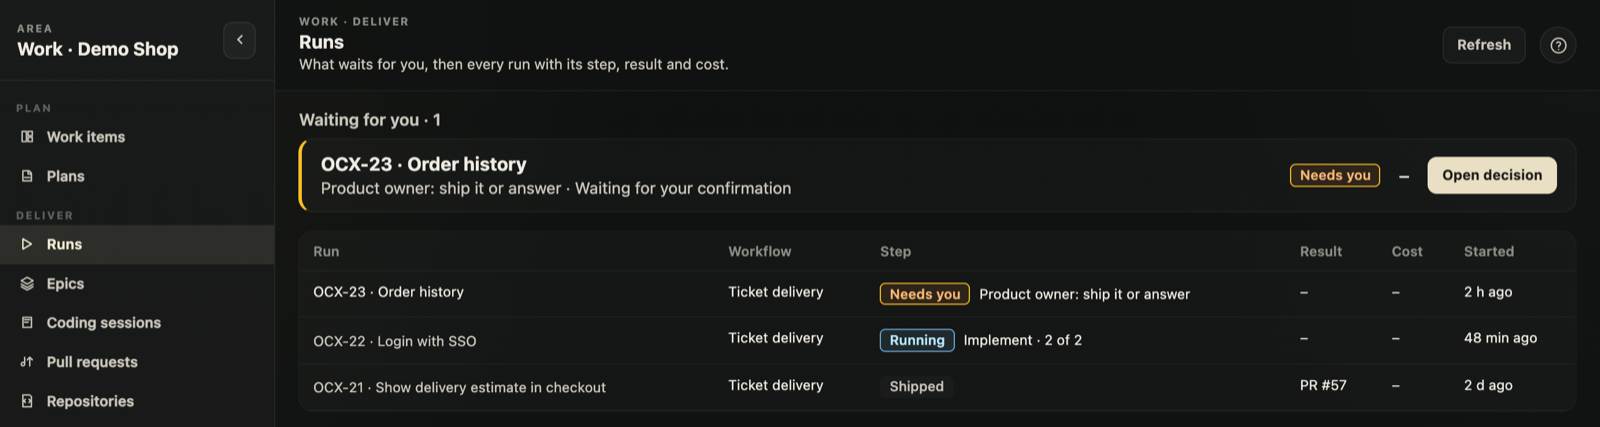 AREA
Work · Demo Shop
PLAN
Work items
Plans
DELIVER
Runs
Epics
Coding sessions
Pull requests
Repositories
WORK · DELIVER
Runs
What waits for you, then every run with its step, result and cost.
Refresh
?
Waiting for you · 1
OCX-23 · Order history
Product owner: ship it or answer · Waiting for your confirmation
Needs you – Open decision
Run Workflow Step Result Cost Started
OCX-23 · Order history Ticket delivery Needs you Product owner: ship it or answer – – 2 h ago
OCX-22 · Login with SSO Ticket delivery Running Implement · 2 of 2 – – 48 min ago
OCX-21 · Show delivery estimate in checkout Ticket delivery Shipped PR #57 – 2 d ago